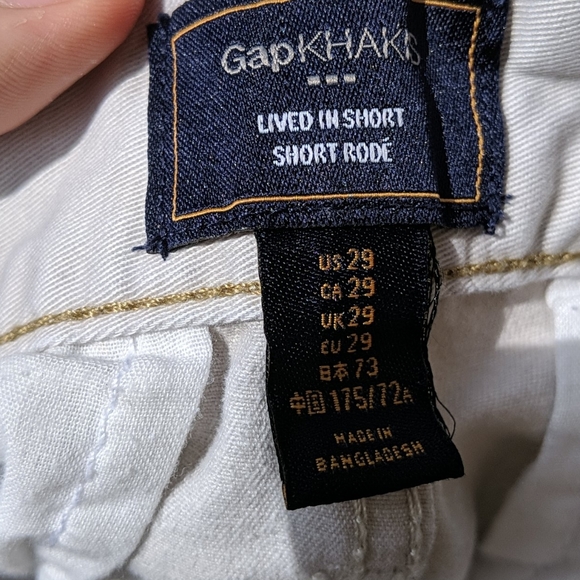 GapKHAKIS
LIVED IN SHORT
SHORT RODÉ
US 29
CA 29
UK 29
EU 29
日本 73
中国 175/72A
MADE IN
BANGLADESH